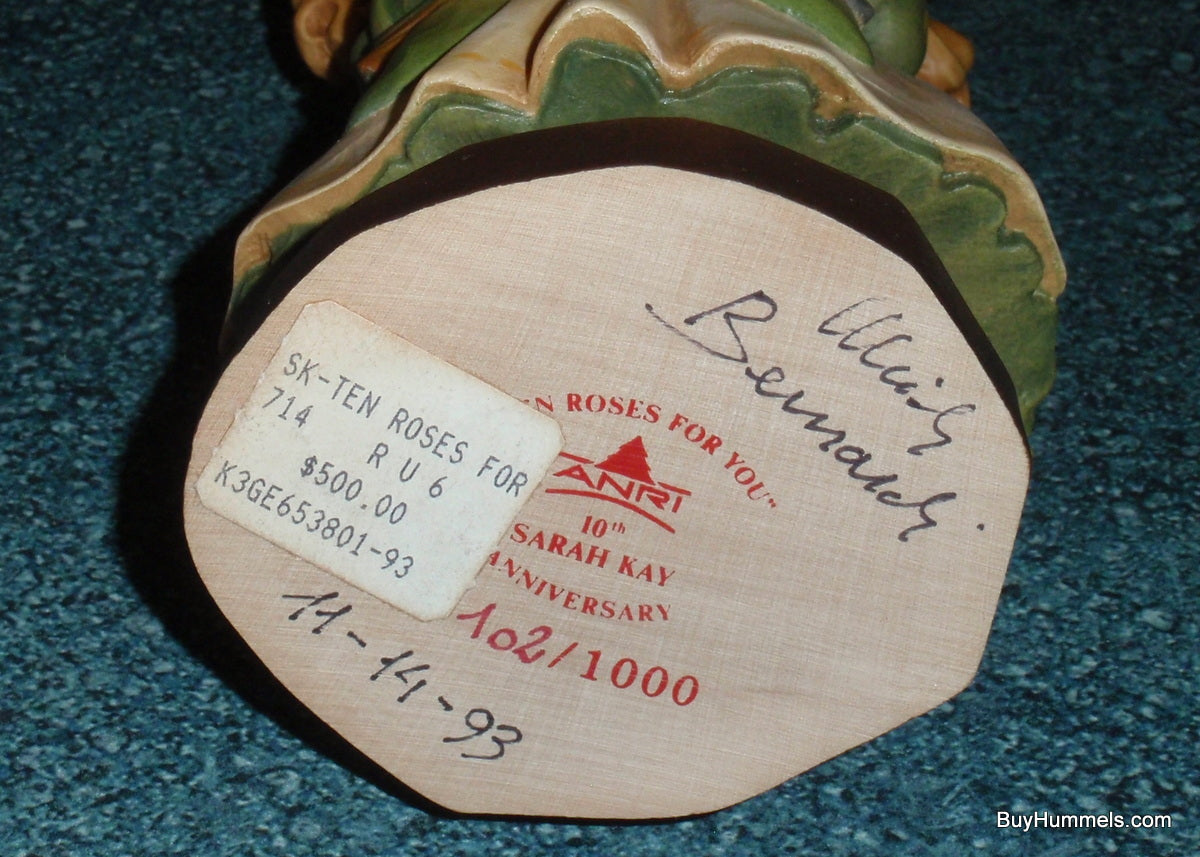 SK-TEN ROSES FOR
714 R U 6
$500.00
K3GE653801-93
EN ROSES FOR YOU"
ANRI
10th
SARAH KAY
ANNIVERSARY
102/1000
11-14-93
Bernardi
BuyHummels.com